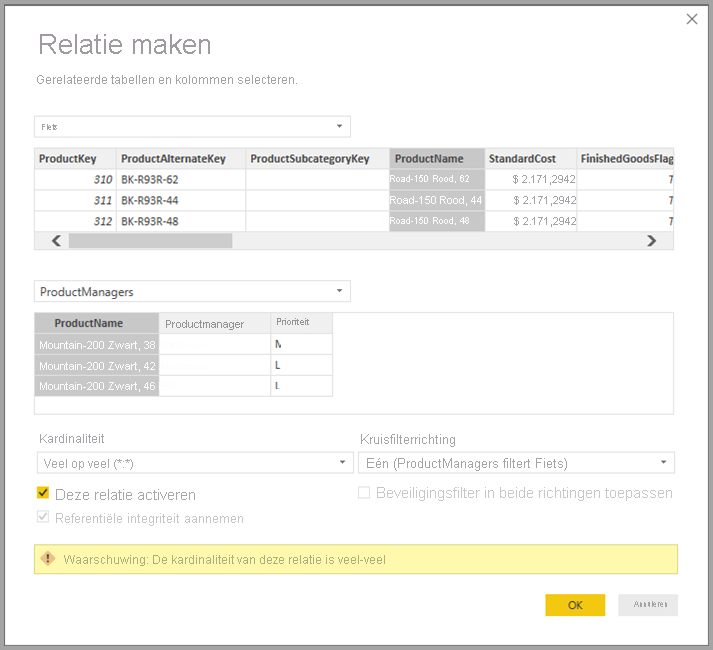 Relatie maken
Gerelateerde tabellen en kolommen selecteren.
Fiets
ProductKey ProductAlternateKey ProductSubcategoryKey ProductName StandardCost FinishedGoodsFlag
310 BK-R93R-62 Road-150 Rood, 62 $ 2.171,2942 7
311 BK-R93R-44 Road-150 Rood, 44 $ 2.171,2942 7
312 BK-R93R-48 Road-150 Rood, 48 $ 2.171,2942 7
ProductManagers
ProductName Productmanager Prioriteit
Mountain-200 Zwart, 38 M
Mountain-200 Zwart, 42 L
Mountain-200 Zwart, 46 L
Kardinaliteit Kruisfilterrichting
Veel op veel (*:*) Eén (ProductManagers filtert Fiets)
Deze relatie activeren Beveiligingsfilter in beide richtingen toepassen
Referentiële integriteit aannemen
Waarschuwing: De kardinaliteit van deze relatie is veel-veel
OK Annuleren